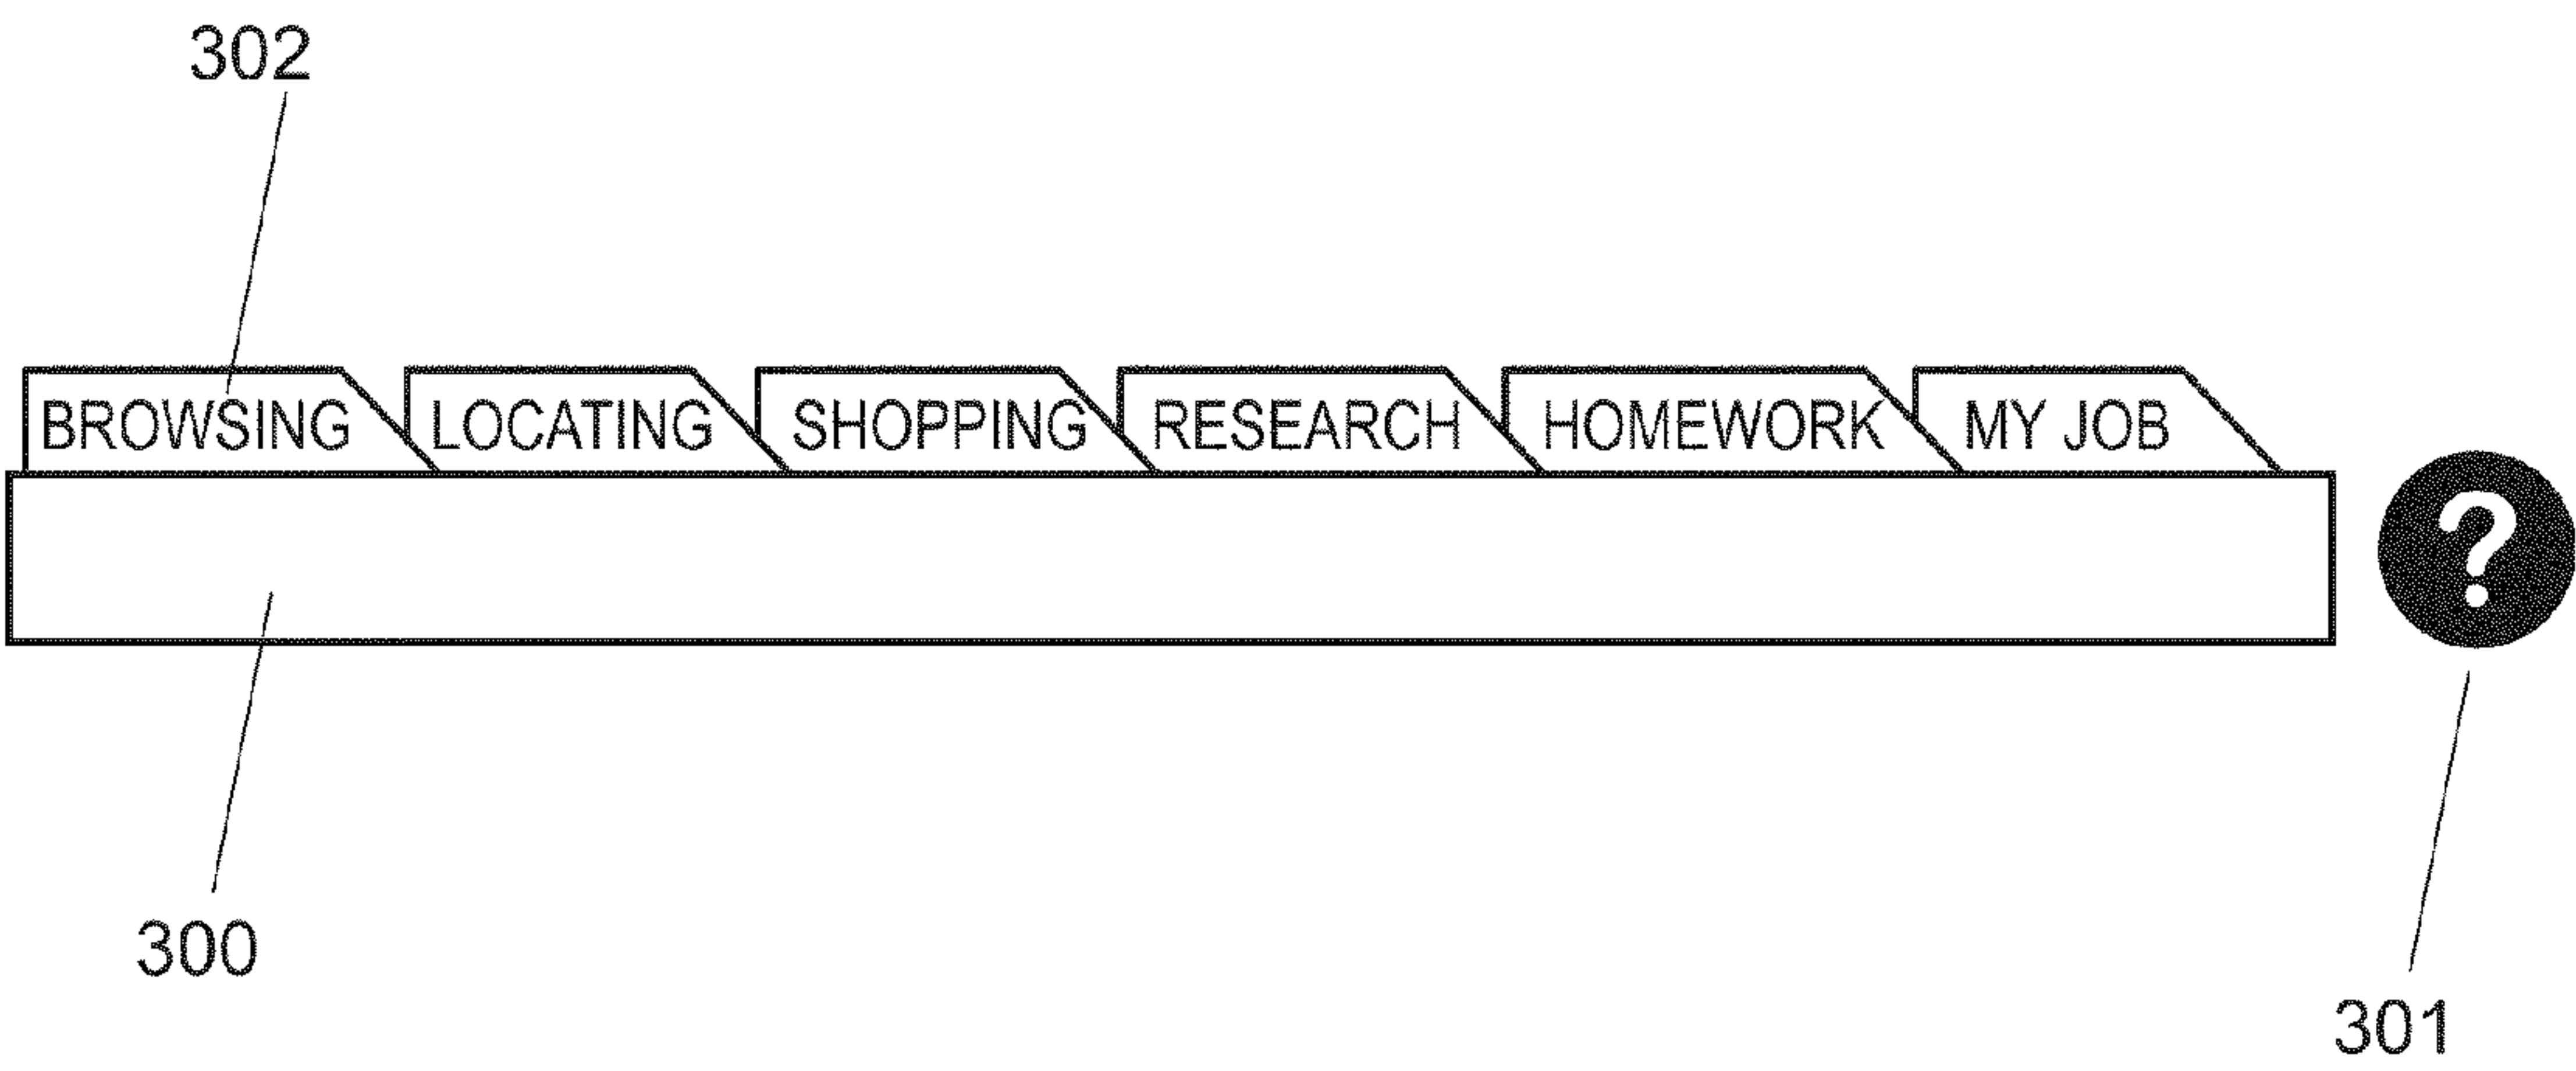 302
BROWSING LOCATING SHOPPING RESEARCH HOMEWORK MY JOB
?
300
301